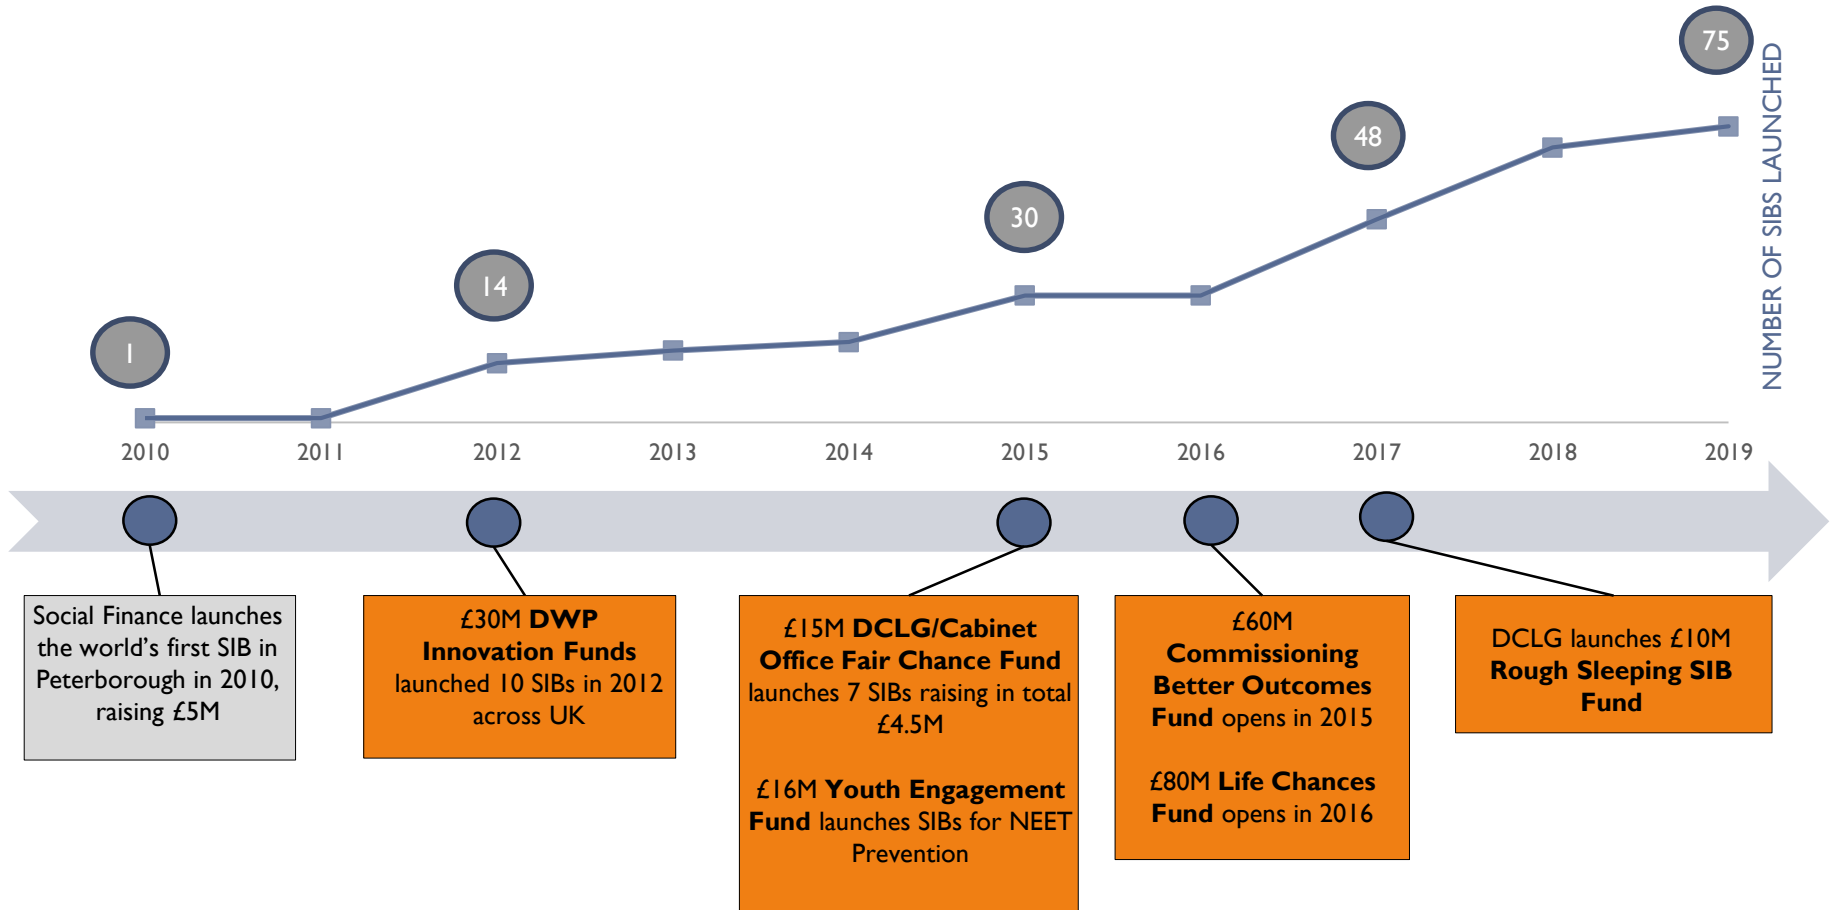 75
48
30
14
1
NUMBER OF SIBS LAUNCHED
2010
2011
2012
2013
2014
2015
2016
2017
2018
2019
Social Finance launches
the world's first SIB in
Peterborough in 2010,
raising £5M
£30M DWP
Innovation Funds
launched 10 SIBs in 2012
across UK
£15M DCLG/Cabinet
Office Fair Chance Fund
launches 7 SIBs raising in total
£4.5M
£16M Youth Engagement
Fund launches SIBs for NEET
Prevention
£60M
Commissioning
Better Outcomes
Fund opens in 2015
£80M Life Chances
Fund opens in 2016
DCLG launches £10M
Rough Sleeping SIB
Fund